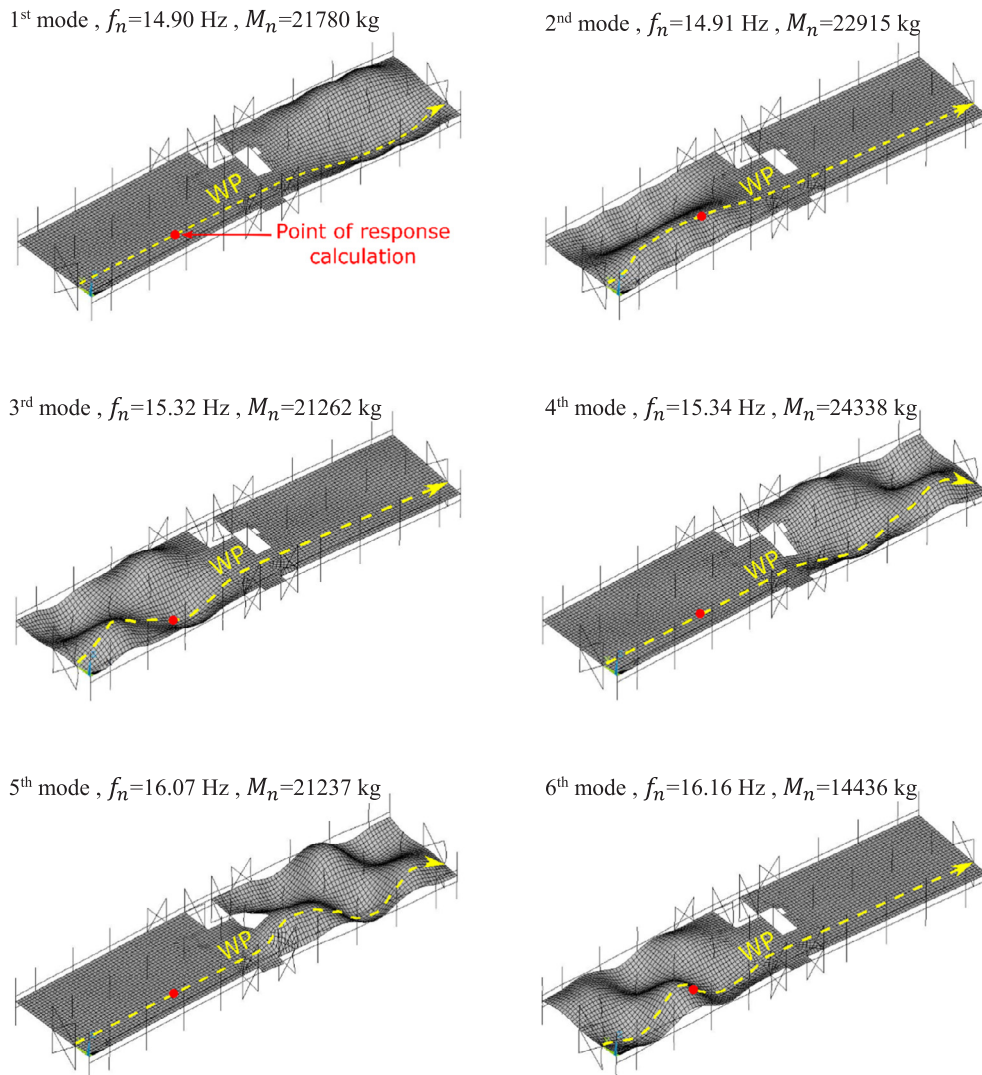 1st mode , fn=14.90 Hz , Mn=21780 kg
2nd mode , fn=14.91 Hz , Mn=22915 kg
WP
Point of response
calculation
WP
3rd mode , fn=15.32 Hz , Mn=21262 kg
4th mode , fn=15.34 Hz , Mn=24338 kg
WP
WP
5th mode , fn=16.07 Hz , Mn=21237 kg
6th mode , fn=16.16 Hz , Mn=14436 kg
WP
WP